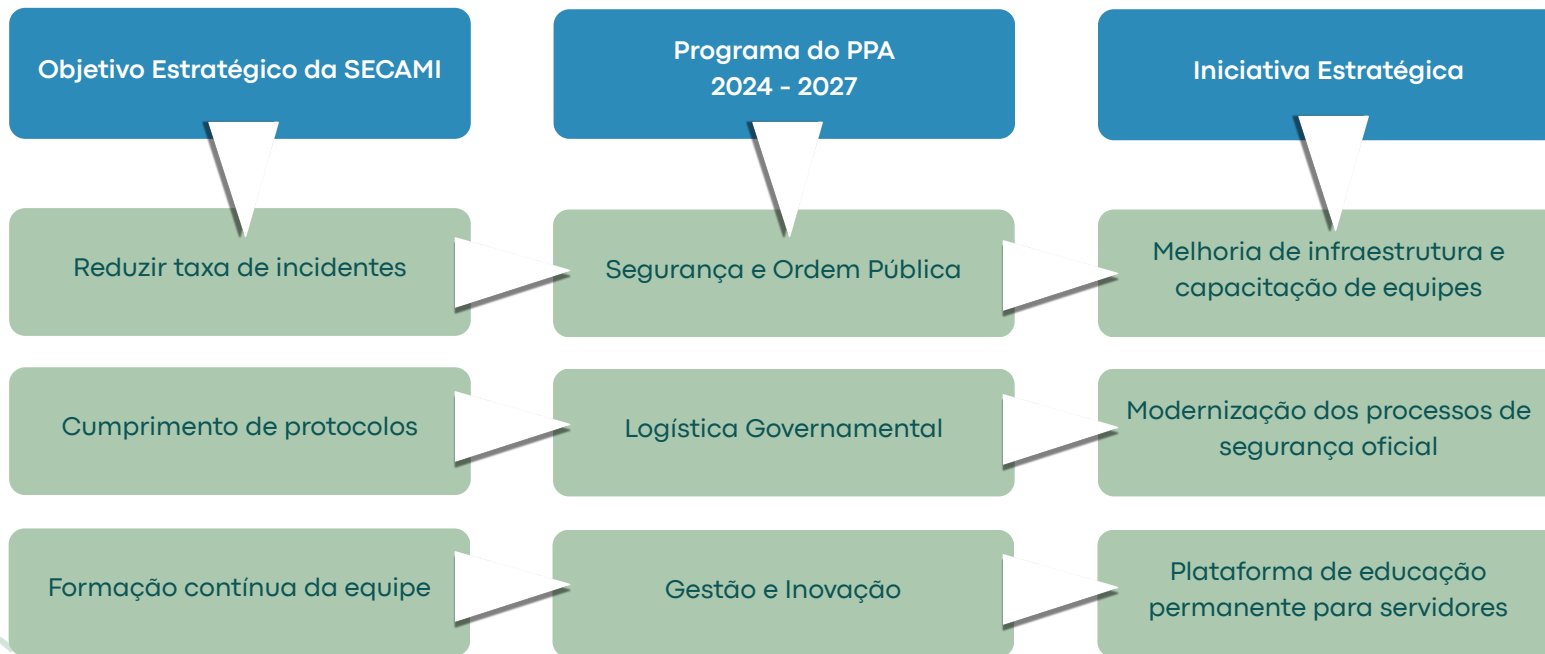 Objetivo Estratégico da SECAMI
Programa do PPA
2024 - 2027
Iniciativa Estratégica
Reduzir taxa de incidentes
Segurança e Ordem Pública
Melhoria de infraestrutura e
capacitação de equipes
Cumprimento de protocolos
Logística Governamental
Modernização dos processos de
segurança oficial
Formação contínua da equipe
Gestão e Inovação
Plataforma de educação
permanente para servidores